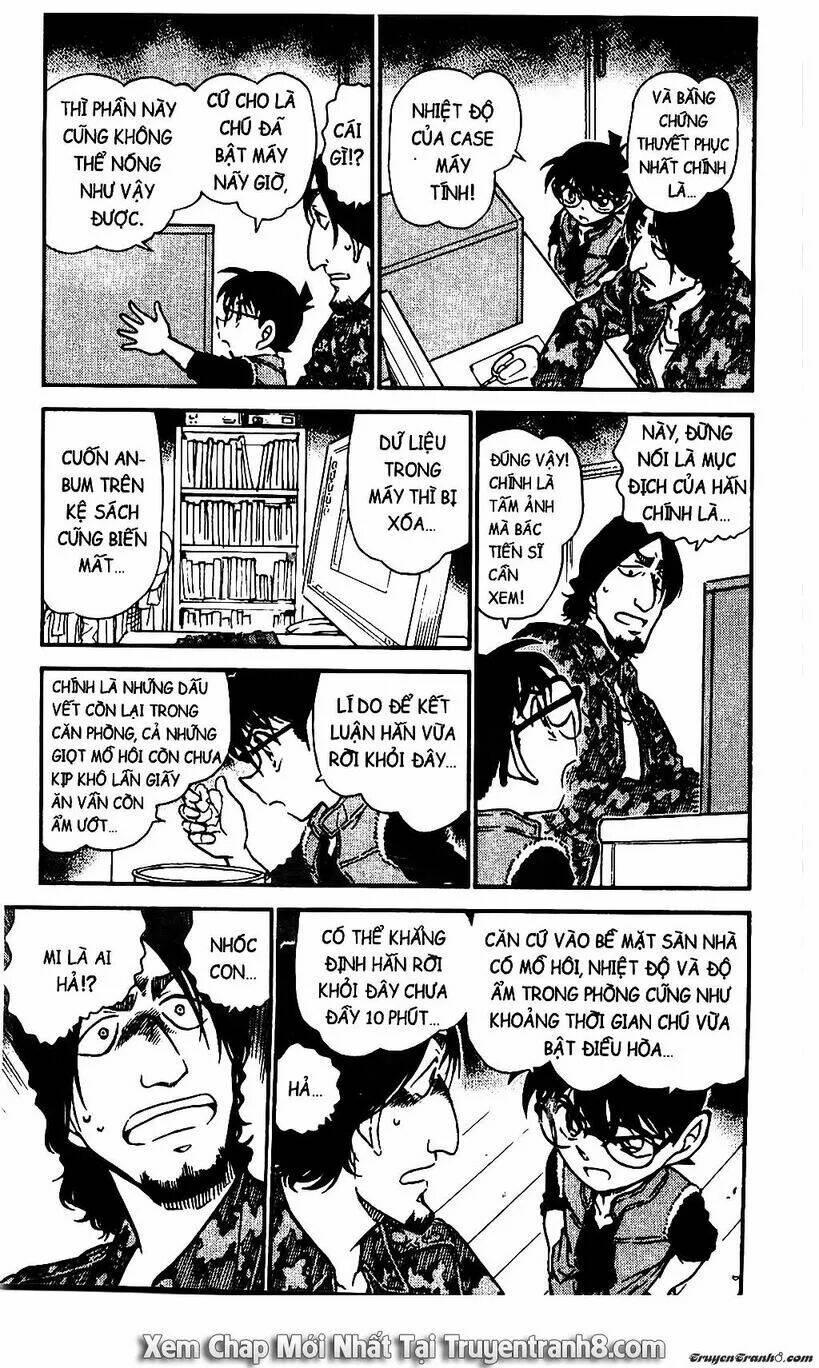 VÀ BẰNG
CHỨNG
THUYẾT PHỤC
NHẤT CHÍNH
LÀ...
NHIỆT ĐỘ
CỦA CASE
MÁY
TÍNH!
CÁI
GÌ!?
CỨ CHO LÀ
CHÚ ĐÃ
BẬT MÁY
NÃY GIỜ,
THÌ PHẦN NÀY
CŨNG KHÔNG
THỂ NÓNG
NHƯ VẬY
ĐƯỢC.
NÀY, ĐỪNG
NÓI LÀ MỤC
ĐỊCH CỦA HẮN
CHÍNH LÀ...
ĐÚNG VẬY!
CHÍNH LÀ
TẤM ẢNH
MÀ BÁC
TIẾN SĨ
CẦN
XEM!
DỮ LIỆU
TRONG
MÁY THÌ BỊ
XÓA...
CUỐN AN-
BUM TRÊN
KỆ SÁCH
CŨNG BIẾN
MẤT...
LÍ DO ĐỂ KẾT
LUẬN HẮN VỪA
RỜI KHỎI ĐÂY...
CHÍNH LÀ NHỮNG DẤU
VẾT CÒN LẠI TRONG
CĂN PHÒNG, CẢ NHỮNG
GIỌT MỒ HÔI CÒN CHƯA
KỊP KHÔ LẪN GIẤY
ĂN VẪN CÒN
ẨM ƯỚT...
CĂN CỨ VÀO BỀ MẶT SÀN NHÀ
CÓ MỒ HÔI, NHIỆT ĐỘ VÀ ĐỘ
ẨM TRONG PHÒNG CŨNG NHƯ
KHOẢNG THỜI GIAN CHÚ VỪA
BẬT ĐIỀU HÒA...
CÓ THỂ KHẲNG
ĐỊNH HẮN RỜI
KHỎI ĐÂY CHƯA
ĐẦY 10 PHÚT...
HẢ...
NHÓC
CON...
MI LÀ AI
HẢ!?
Xem Chap Mới Nhất Tại Truyentranh8.com
TruyenTranh8.com